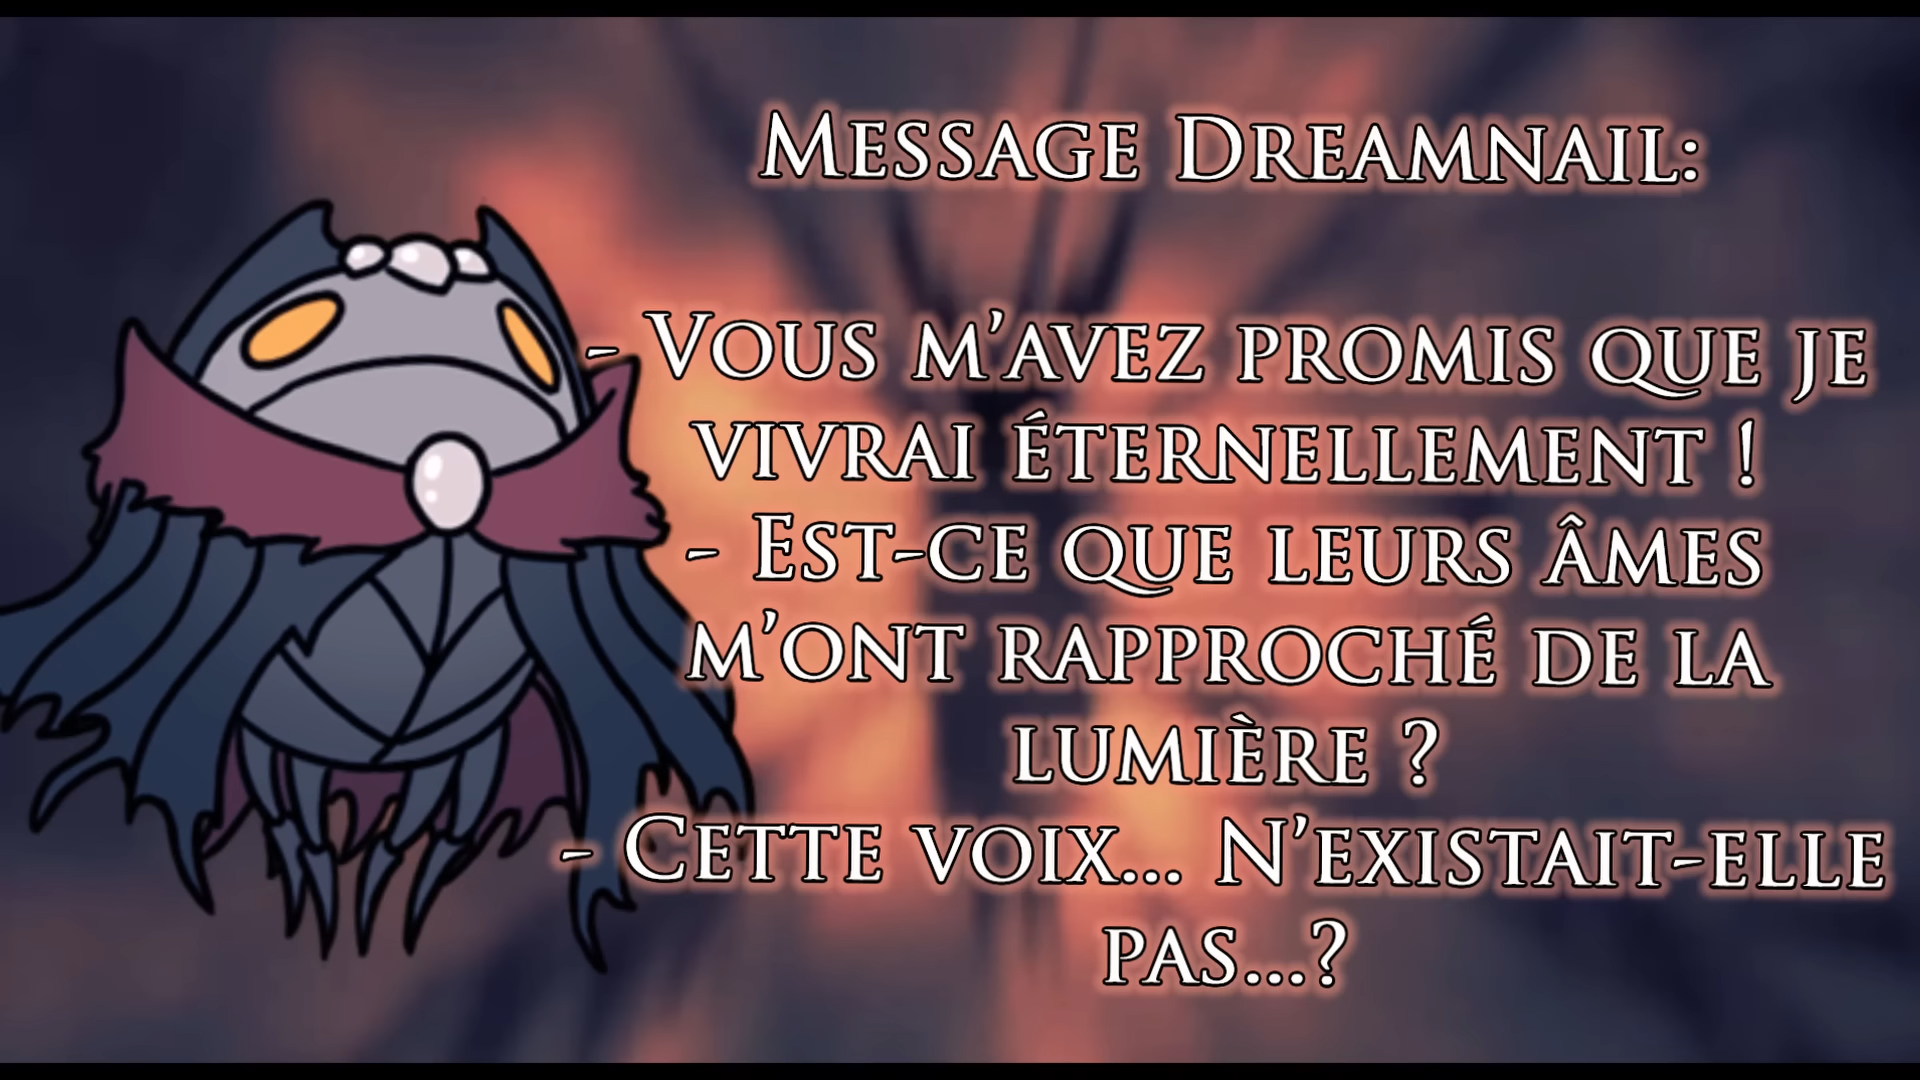 Message Dreamnail:
- Vous m'avez promis que je
vivrai éternellement !
- Est-ce que leurs âmes
m'ont rapproché de la
lumière ?
- Cette voix... N'existait-elle
pas...?